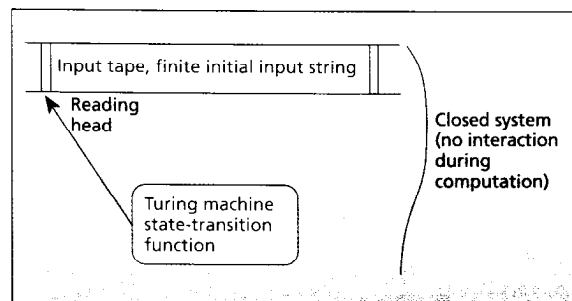 Input tape, finite initial input string
Reading
head
Closed system
(no interaction
during
computation)
Turing machine
state-transition
function